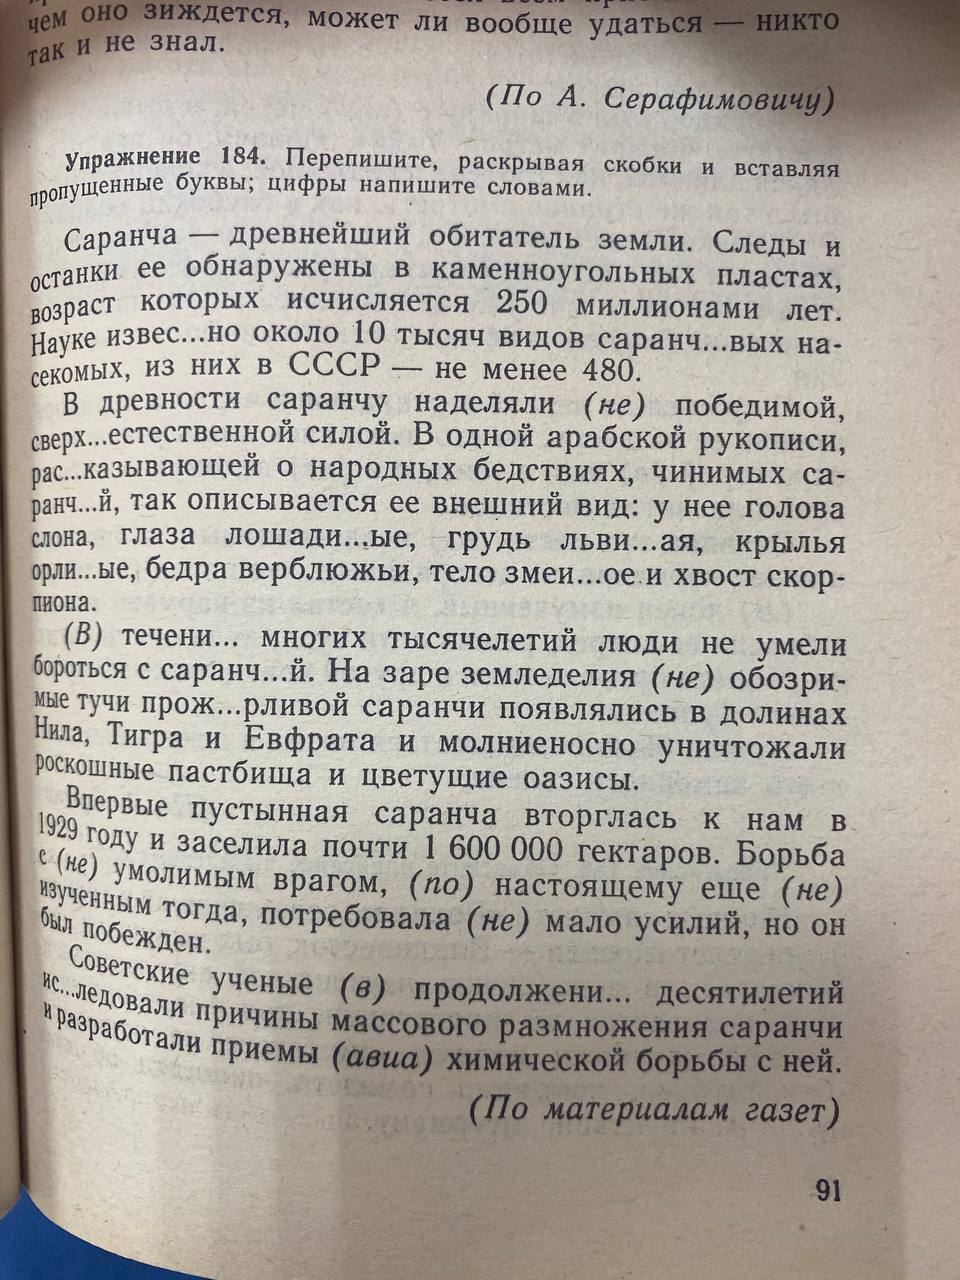 чем оно зиждется, может ли вообще удаться — никто
так и не знал.
(По А. Серафимовичу)
Упражнение 184. Перепишите, раскрывая скобки и вставляя
пропущенные буквы; цифры напишите словами.
Саранча — древнейший обитатель земли. Следы и
останки ее обнаружены в каменноугольных пластах,
возраст которых исчисляется 250 миллионами лет.
Науке извес...но около 10 тысяч видов саранч...вых на-
секомых, из них в СССР — не менее 480.
В древности саранчу наделяли (не) победимой,
сверх...естественной силой. В одной арабской рукописи,
рас...казывающей о народных бедствиях, чинимых са-
ранч...й, так описывается ее внешний вид: у нее голова
слона, глаза лошади...ые, грудь льви...ая, крылья
орли...ые, бедра верблюжьи, тело змеи...ое и хвост скор-
пиона.
(В) течени... многих тысячелетий люди не умели
бороться с саранч...й. На заре земледелия (не) обозри-
мые тучи прож...рливой саранчи появлялись в долинах
Нила, Тигра и Евфрата и молниеносно уничтожали
роскошные пастбища и цветущие оазисы.
Впервые пустынная саранча вторглась к нам в
1929 году и заселила почти 1 600 000 гектаров. Борьба
с (не) умолимым врагом, (по) настоящему еще (не)
изученным тогда, потребовала (не) мало усилий, но он
был побежден.
Советские ученые (в) продолжени... десятилетий
ис...ледовали причины массового размножения саранчи
и разработали приемы (авиа) химической борьбы с ней.
(По материалам газет)
91